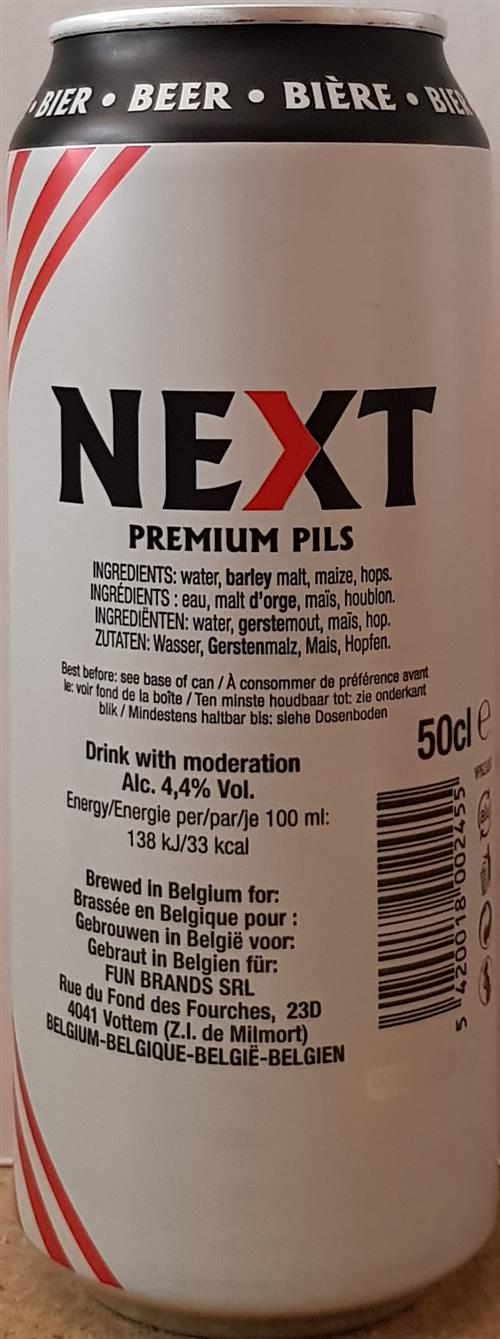 BIER • BEER • BIÈRE • BIER
NEXT
PREMIUM PILS
INGREDIENTS: water, barley malt, maize, hops.
INGRÉDIENTS : eau, malt d'orge, maïs, houblon.
INGREDIËNTEN: water, gerstemout, maïs, hop.
ZUTATEN: Wasser, Gerstenmalz, Mais, Hopfen.
Best before: see base of can / À consommer de préférence avant
le: voir fond de la boîte / Ten minste houdbaar tot: zie onderkant
blik / Mindestens haltbar bis: siehe Dosenboden
50cl e
Drink with moderation
Alc. 4,4% Vol.
Energy/Energie per/par/je 100 ml:
138 kJ/33 kcal
Brewed in Belgium for:
Brassée en Belgique pour :
Gebrouwen in België voor:
Gebraut in Belgien für:
FUN BRANDS SRL
Rue du Fond des Fourches, 23D
4041 Vottem (Z.I. de Milmort)
BELGIUM-BELGIQUE-BELGIË-BELGIEN
5 420018 002455